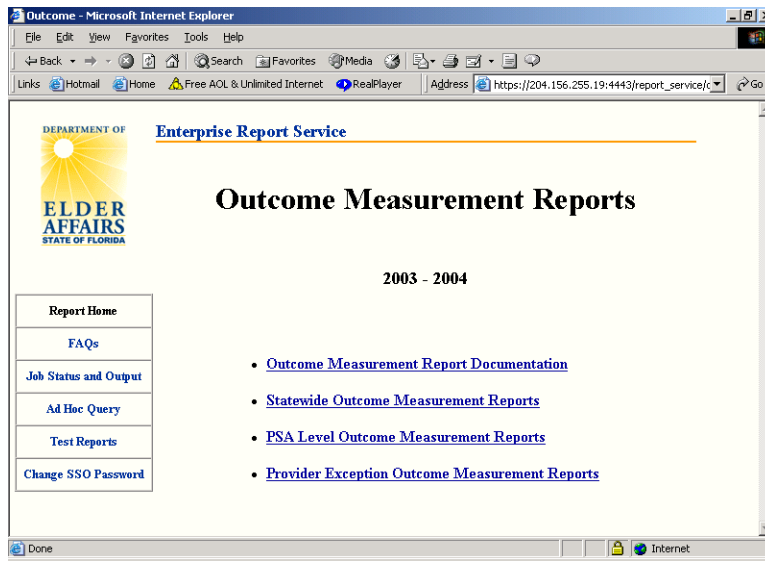 Outcome - Microsoft Internet Explorer
File Edit View Favorites Tools Help
Back Search Favorites Media
Links Hotmail Home Free AOL & Unlimited Internet RealPlayer Address https://204.156.255.19:4443/report_service/c Go
DEPARTMENT OF
ELDER
AFFAIRS
STATE OF FLORIDA
Enterprise Report Service
Outcome Measurement Reports
2003 - 2004
Report Home
FAQs
Job Status and Output
Ad Hoc Query
Test Reports
Change SSO Password
• Outcome Measurement Report Documentation
• Statewide Outcome Measurement Reports
• PSA Level Outcome Measurement Reports
• Provider Exception Outcome Measurement Reports
Done Internet